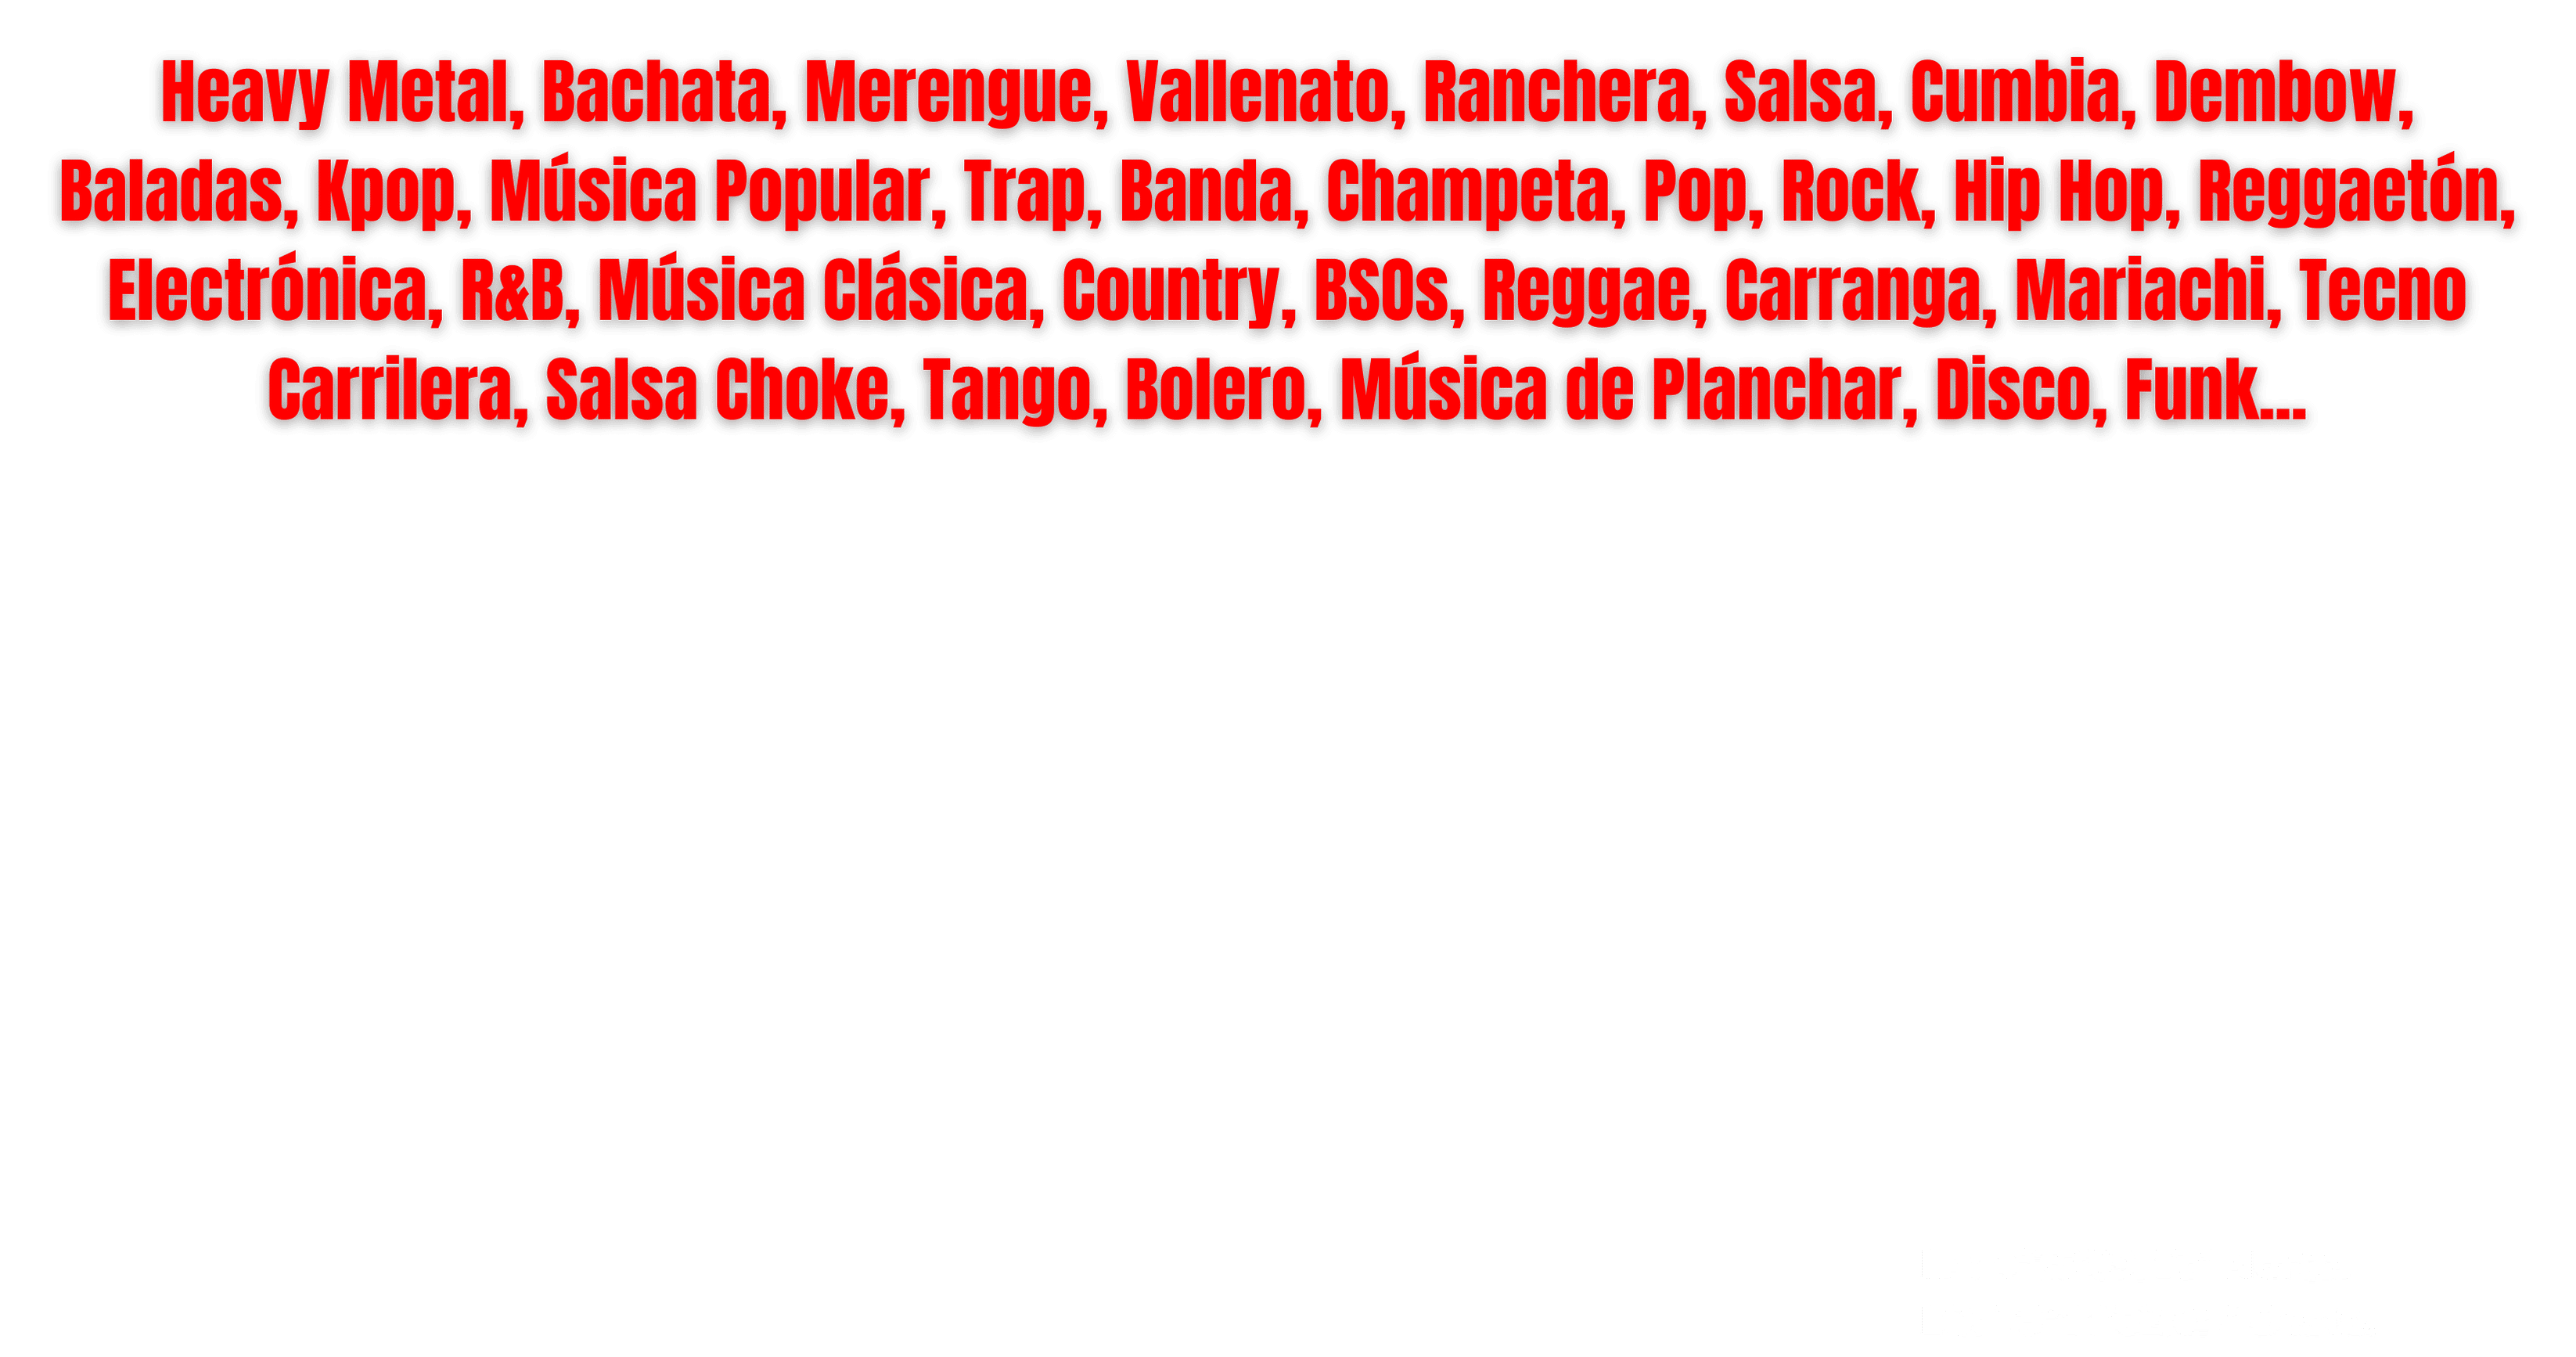 Heavy Metal, Bachata, Merengue, Vallenato, Ranchera, Salsa, Cumbia, Dembow,
Baladas, Kpop, Música Popular, Trap, Banda, Champeta, Pop, Rock, Hip Hop, Reggaetón,
Electrónica, R&B, Música Clásica, Country, BSOs, Reggae, Carranga, Mariachi, Tecno
Carrilera, Salsa Choke, Tango, Bolero, Música de Planchar, Disco, Funk...